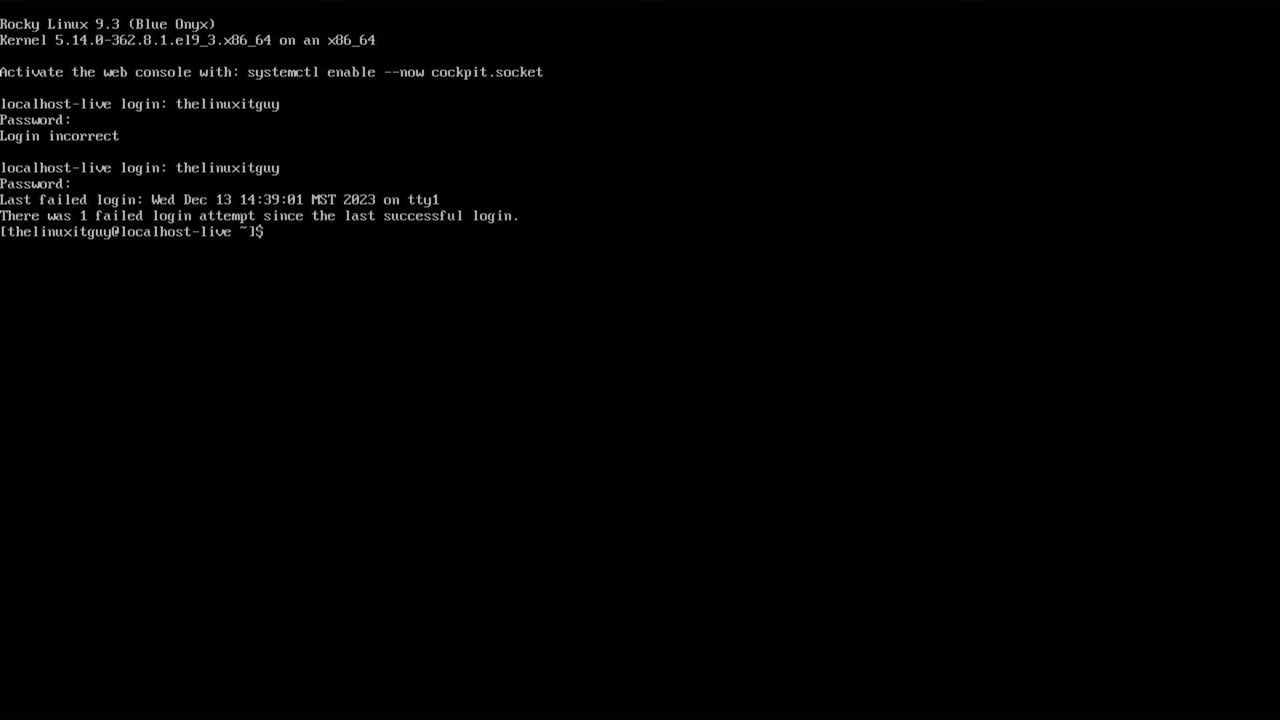 Rocky Linux 9.3 (Blue Onyx)
Kernel 5.14.0-362.8.1.el9_3.x86_64 on an x86_64
Activate the web console with: systemctl enable --now cockpit.socket
localhost-live login: thelinuxitguy
Password:
Login incorrect
localhost-live login: thelinuxitguy
Password:
Last failed login: Wed Dec 13 14:39:01 MST 2023 on tty1
There was 1 failed login attempt since the last successful login.
[thelinuxitguy@localhost-live ~]$